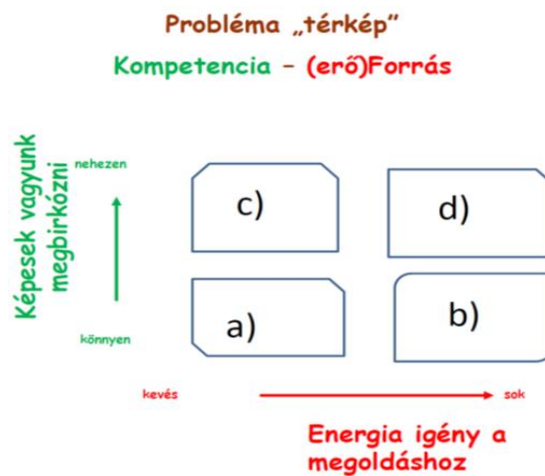 Probléma „térkép”
Kompetencia - (erő)Forrás
Képesek vagyunk
megbirkózni
nehezen
c)
d)
a)
b)
könnyen
kevés
sok
Energia igény a
megoldáshoz